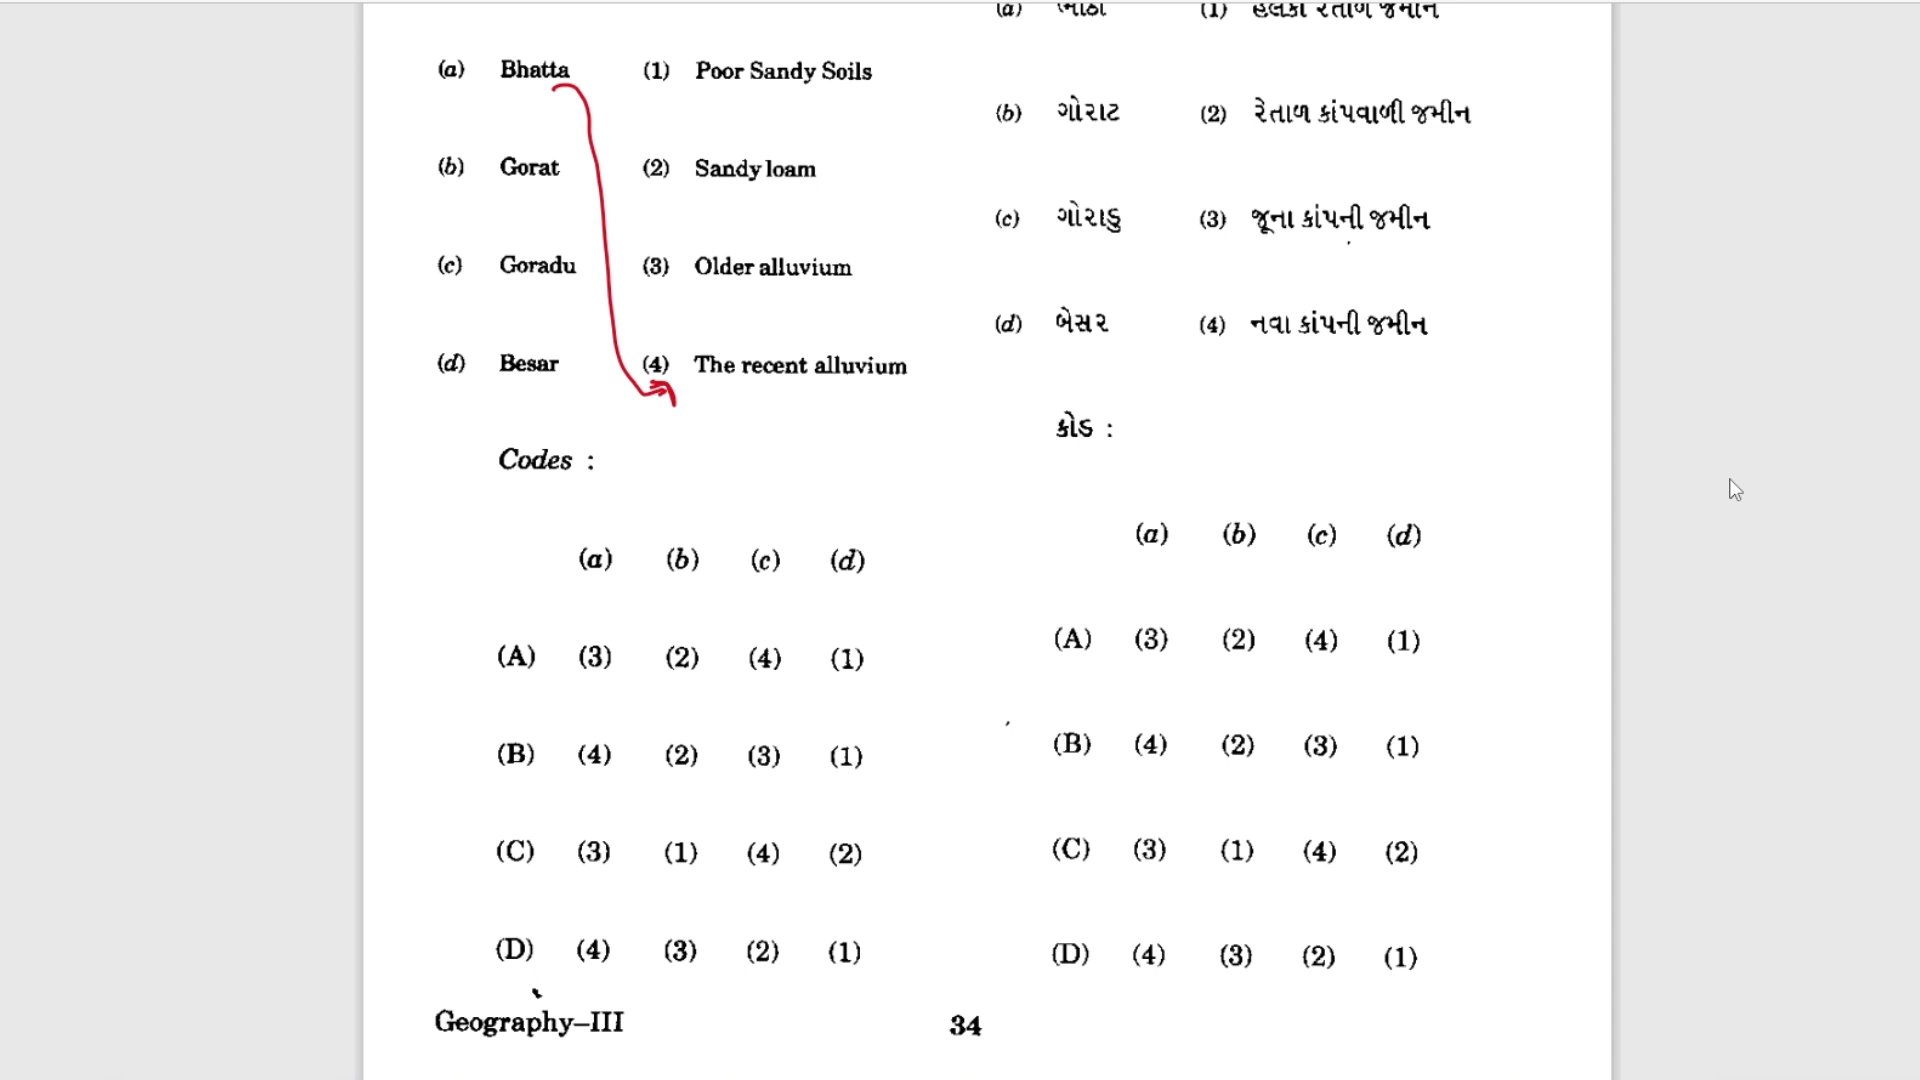 (a) Bhatta (1) Poor Sandy Soils
(b) Gorat (2) Sandy loam
(c) Goradu (3) Older alluvium
(d) Besar (4) The recent alluvium
Codes :
(a) (b) (c) (d)
(A) (3) (2) (4) (1)
(B) (4) (2) (3) (1)
(C) (3) (1) (4) (2)
(D) (4) (3) (2) (1)
(a) ભાઠા (1) હલકી રેતાળ જમીન
(b) ગોરાટ (2) રેતાળ કાંપવાળી જમીન
(c) ગોરાડુ (3) જૂના કાંપની જમીન
(d) બેસર (4) નવા કાંપની જમીન
કોડ :
(a) (b) (c) (d)
(A) (3) (2) (4) (1)
(B) (4) (2) (3) (1)
(C) (3) (1) (4) (2)
(D) (4) (3) (2) (1)
Geography–III 34